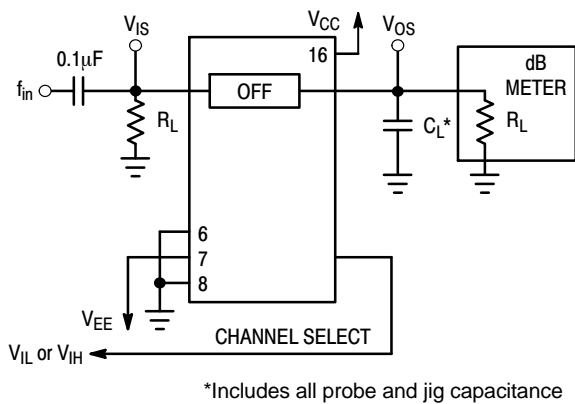 V_IS
V_CC
V_OS
0.1μF
16
dB
METER
f_in
OFF
R_L
C_L*
R_L
6
7
8
V_EE
CHANNEL SELECT
V_IL or V_IH
*Includes all probe and jig capacitance